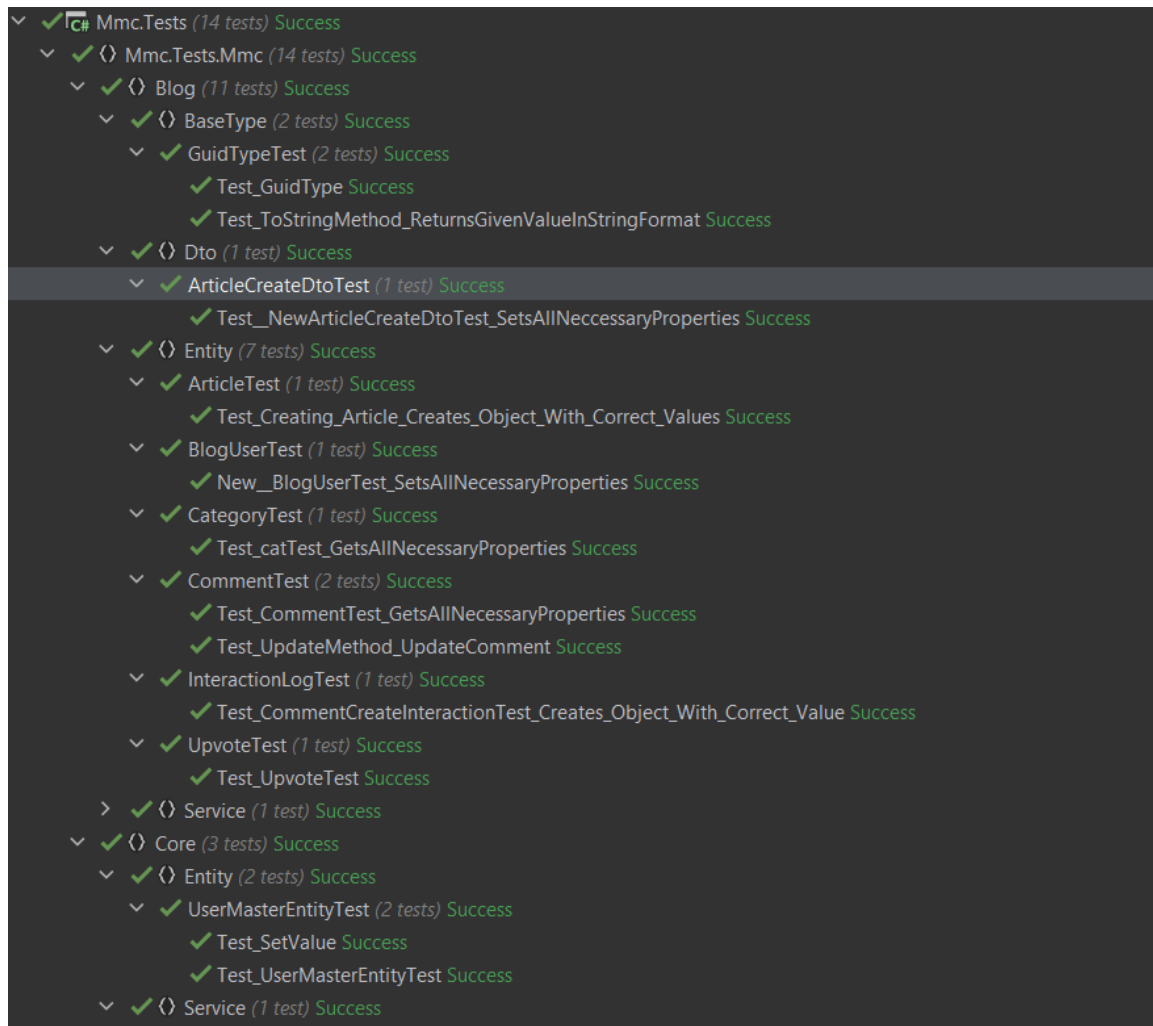 C# Mmc.Tests (14 tests) Success
Mmc.Tests.Mmc (14 tests) Success
Blog (11 tests) Success
BaseType (2 tests) Success
GuidTypeTest (2 tests) Success
Test_GuidType Success
Test_ToStringMethod_ReturnsGivenValueInStringFormat Success
Dto (1 test) Success
ArticleCreateDtoTest (1 test) Success
Test__NewArticleCreateDtoTest_SetsAllNeccessaryProperties Success
Entity (7 tests) Success
ArticleTest (1 test) Success
Test_Creating_Article_Creates_Object_With_Correct_Values Success
BlogUserTest (1 test) Success
New__BlogUserTest_SetsAllNecessaryProperties Success
CategoryTest (1 test) Success
Test_catTest_GetsAllNecessaryProperties Success
CommentTest (2 tests) Success
Test_CommentTest_GetsAllNecessaryProperties Success
Test_UpdateMethod_UpdateComment Success
InteractionLogTest (1 test) Success
Test_CommentCreateInteractionTest_Creates_Object_With_Correct_Value Success
UpvoteTest (1 test) Success
Test_UpvoteTest Success
Service (1 test) Success
Core (3 tests) Success
Entity (2 tests) Success
UserMasterEntityTest (2 tests) Success
Test_SetValue Success
Test_UserMasterEntityTest Success
Service (1 test) Success